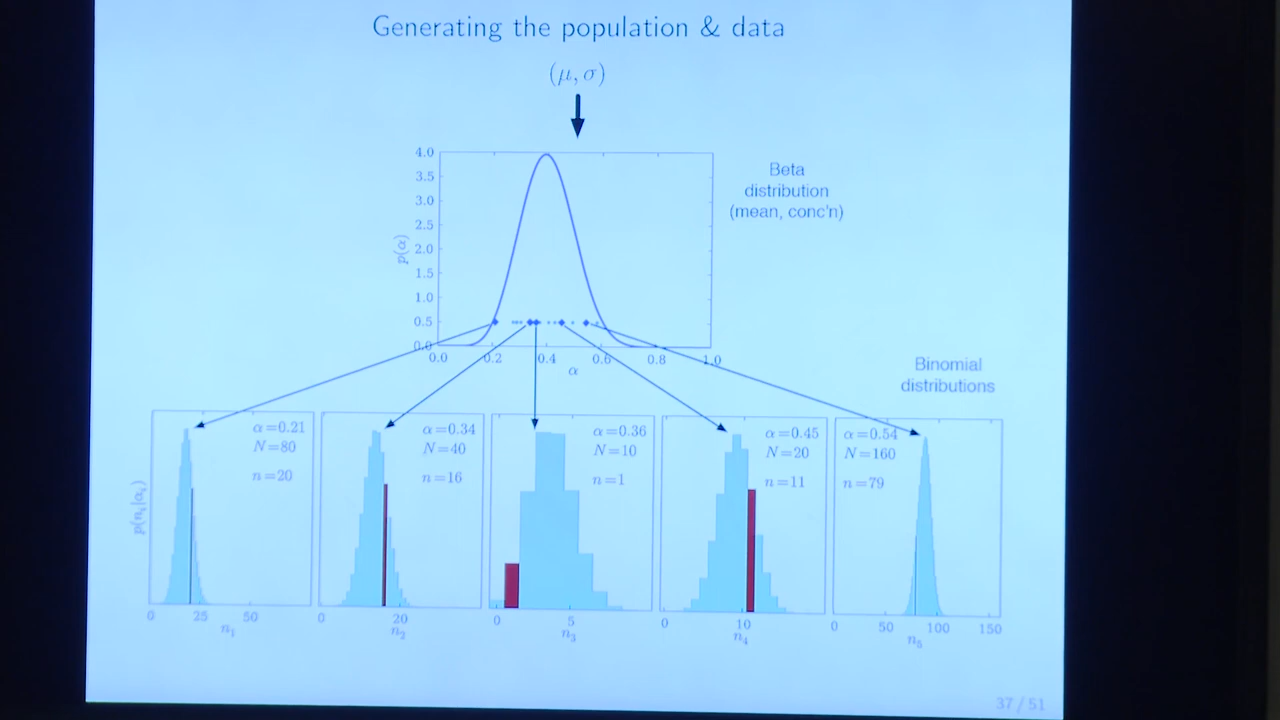 Generating the population & data
(μ, σ)
Beta
distribution
(mean, conc'n)
p(α)
4.0
3.5
3.0
2.5
2.0
1.5
1.0
0.5
0.0
0.0 0.2 0.4 0.6 0.8 1.0
α
Binomial
distributions
p(nᵢ|αᵢ)
α=0.21
N=80
n=20
0 25 50
n₁
α=0.34
N=40
n=16
0 20
n₂
α=0.36
N=10
n=1
0 5
n₃
α=0.45
N=20
n=11
0 10
n₄
α=0.54
N=160
n=79
0 50 100 150
n₅
37 / 51